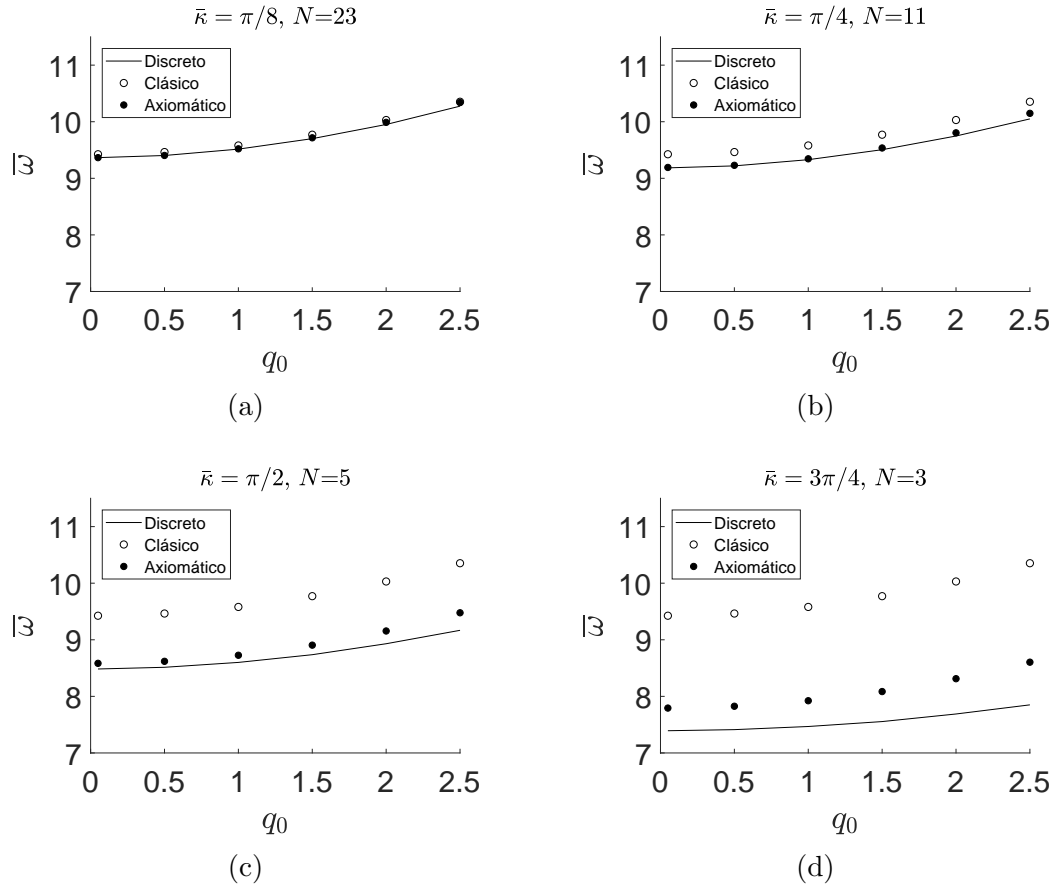 κ̄ = π/8, N=23
11
10
9
8
7
ω̄
Discreto
Clásico
Axiomático
0 0.5 1 1.5 2 2.5
q₀
(a)
κ̄ = π/4, N=11
11
10
9
8
7
ω̄
Discreto
Clásico
Axiomático
0 0.5 1 1.5 2 2.5
q₀
(b)
κ̄ = π/2, N=5
11
10
9
8
7
ω̄
Discreto
Clásico
Axiomático
0 0.5 1 1.5 2 2.5
q₀
(c)
κ̄ = 3π/4, N=3
11
10
9
8
7
ω̄
Discreto
Clásico
Axiomático
0 0.5 1 1.5 2 2.5
q₀
(d)